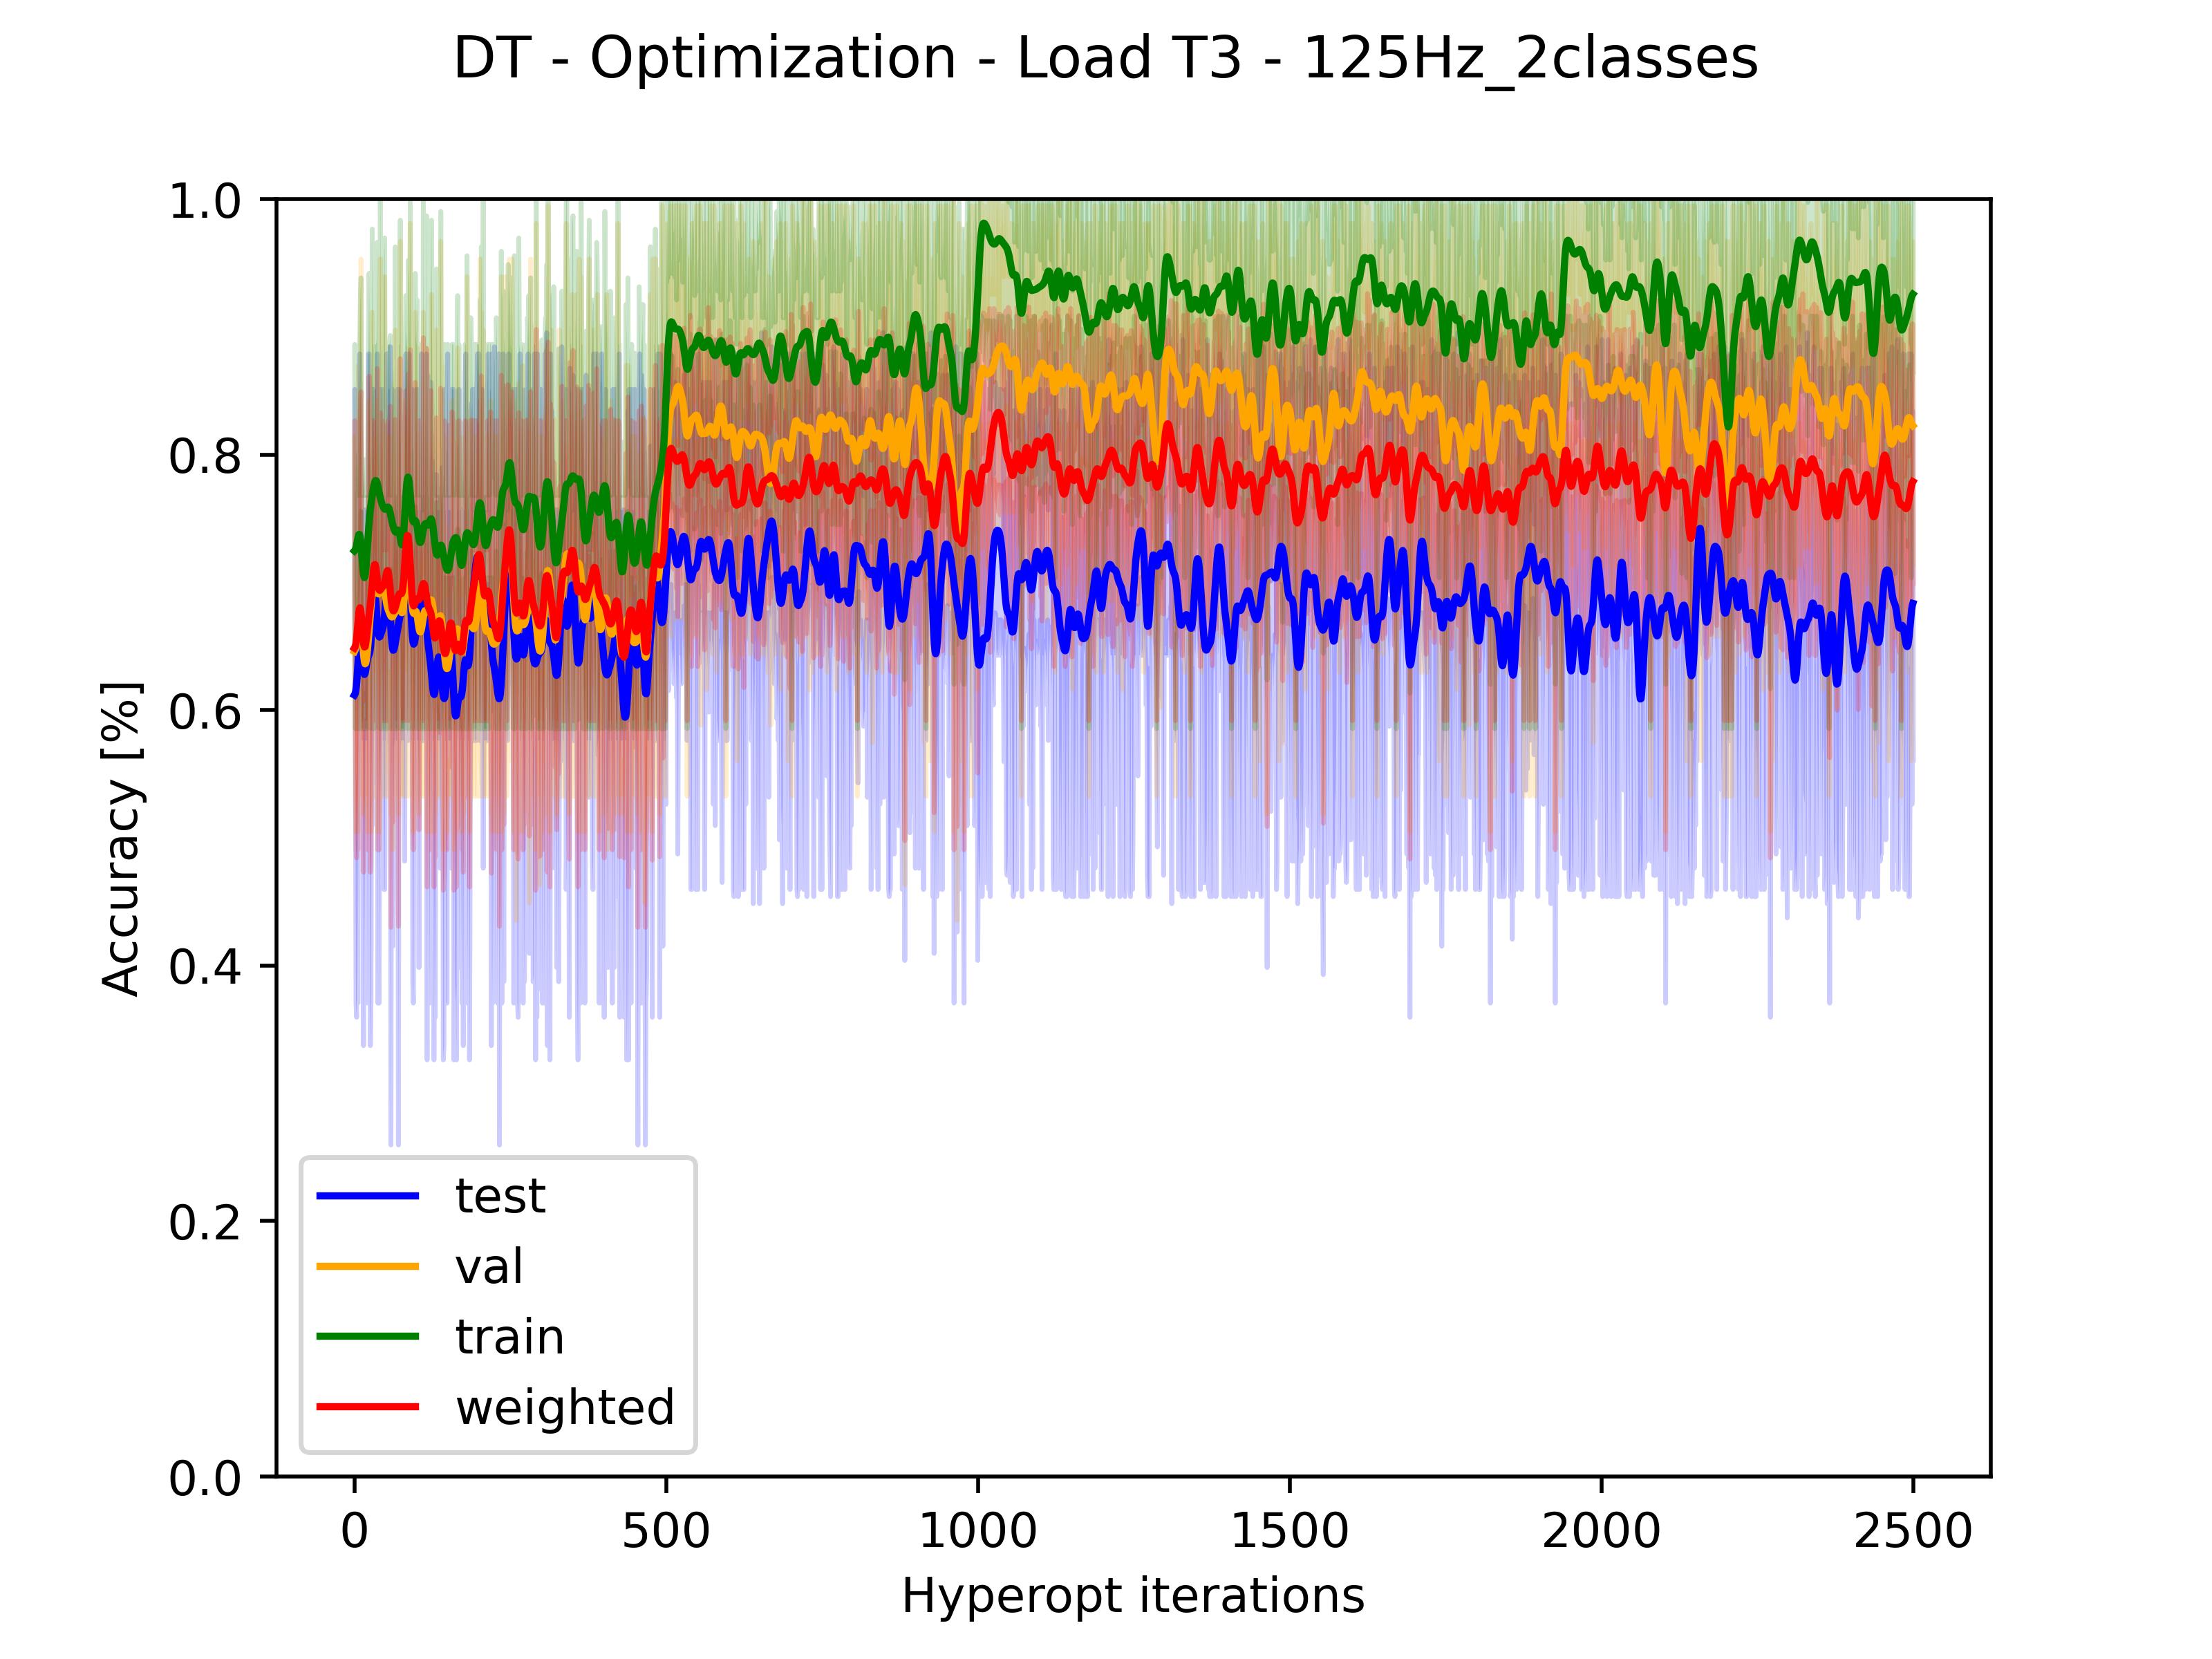 DT - Optimization - Load T3 - 125Hz_2classes
1.0
0.8
0.6
0.4
0.2
0.0
Accuracy [%]
test
val
train
weighted
0 500 1000 1500 2000 2500
Hyperopt iterations